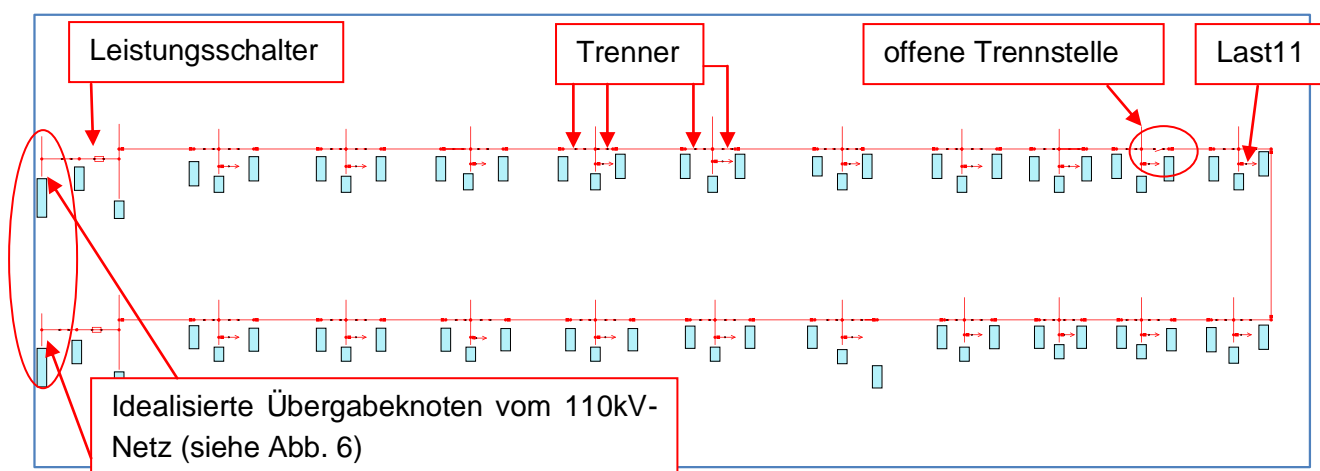 Leistungsschalter
Trenner
offene Trennstelle
Last11
Idealisierte Übergabeknoten vom 110kV-
Netz (siehe Abb. 6)